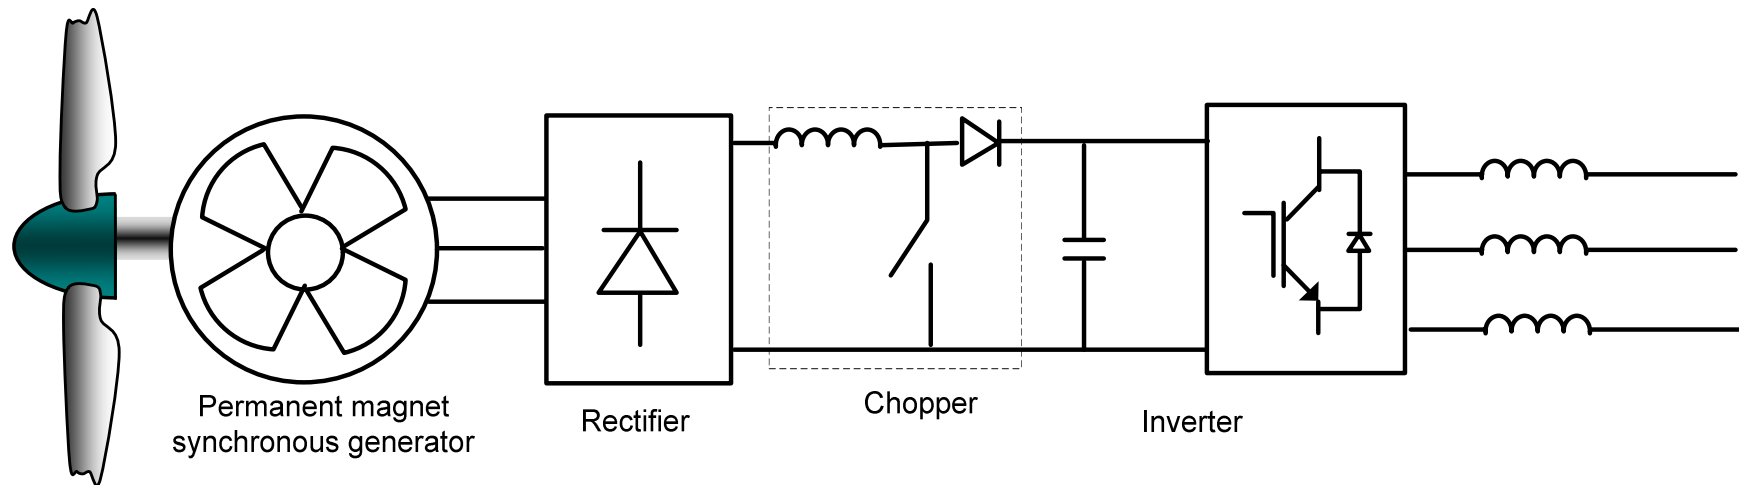 Permanent magnet
synchronous generator
Rectifier
Chopper
Inverter